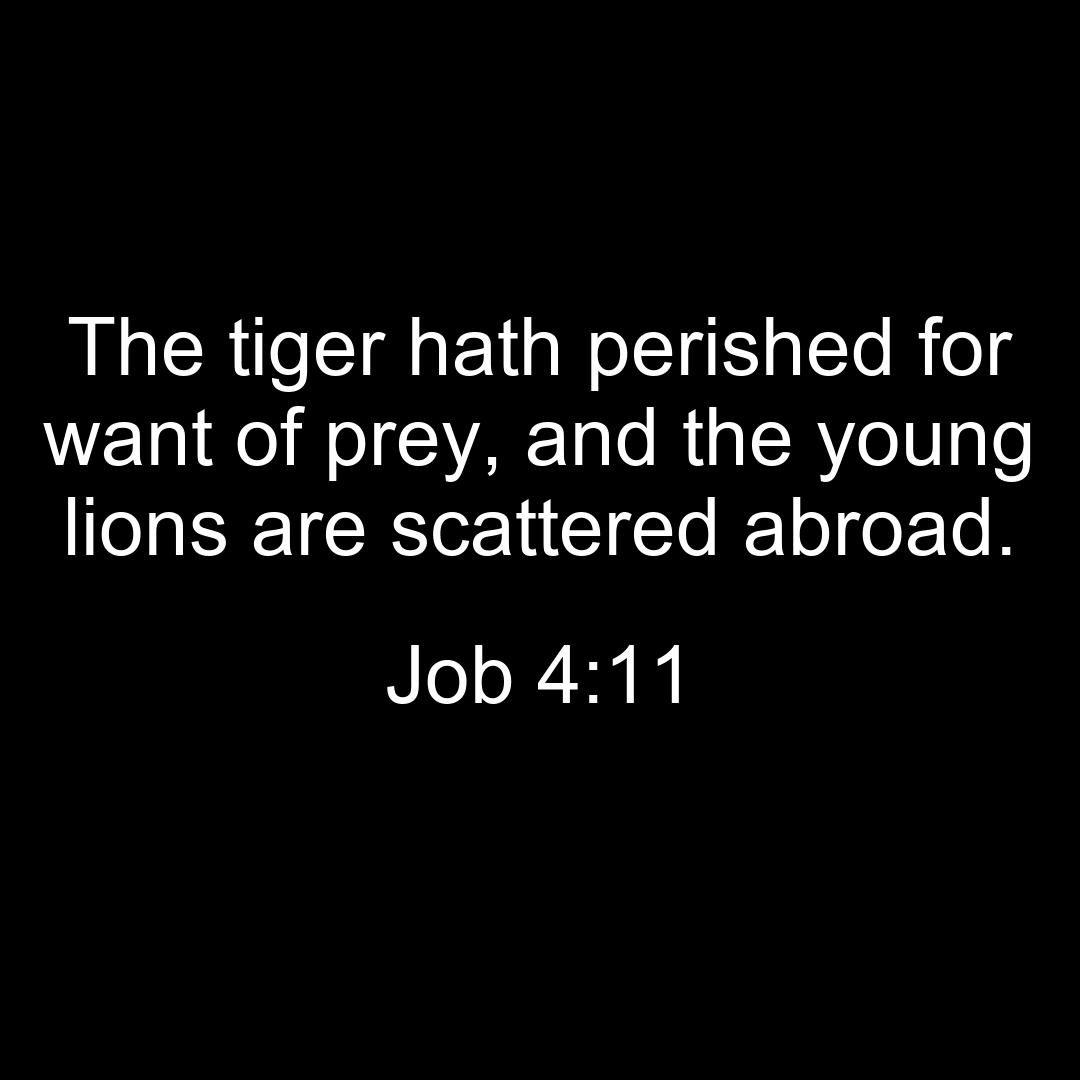 The tiger hath perished for
want of prey, and the young
lions are scattered abroad.
Job 4:11